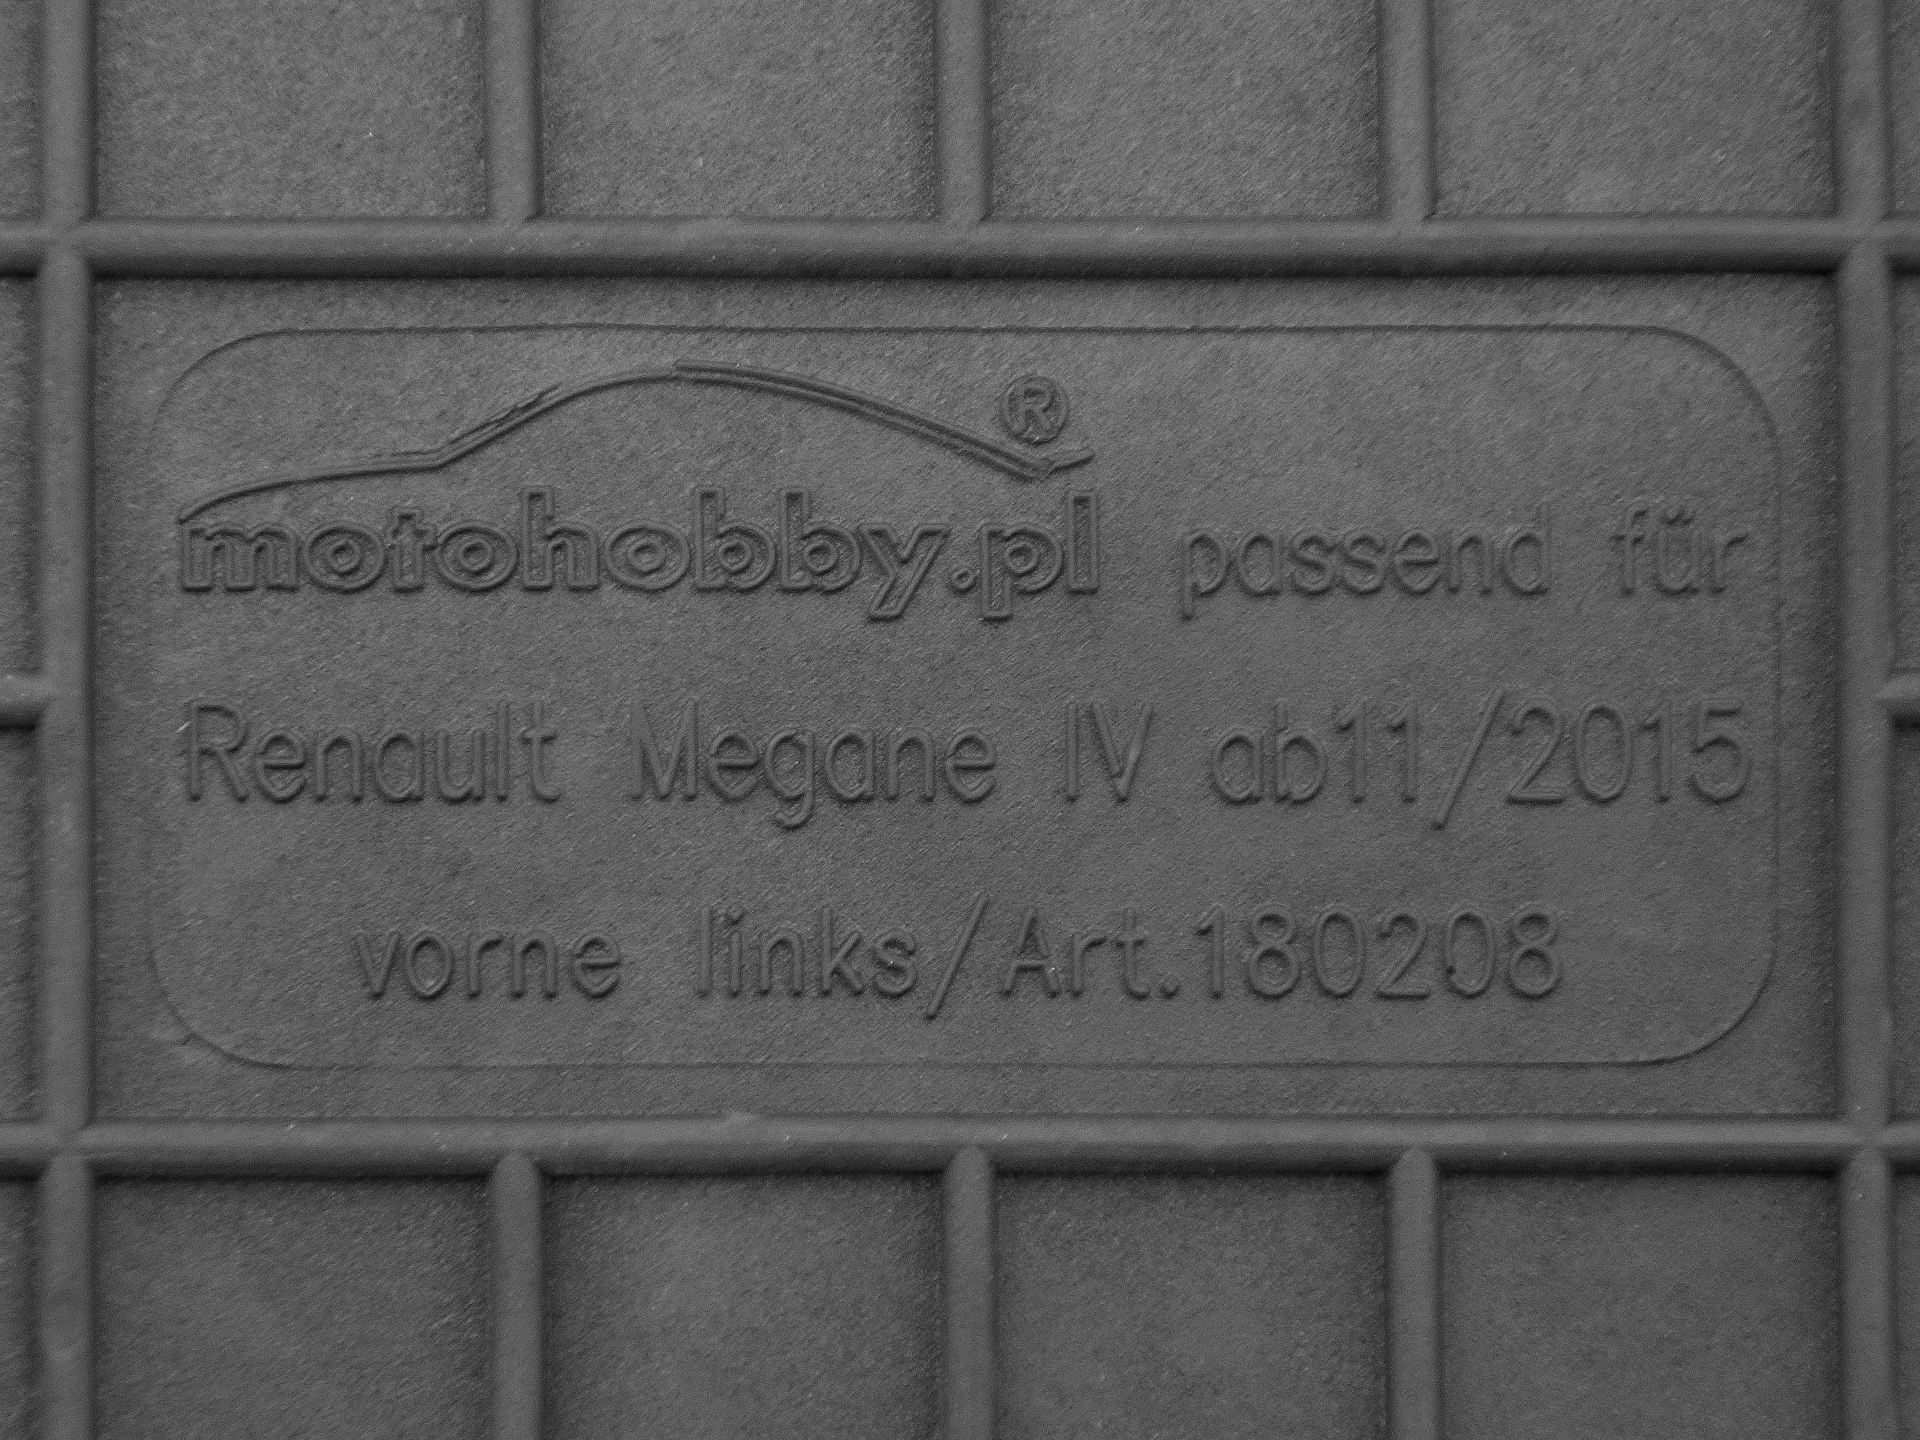 motohobby.pl® passend für
Renault Megane IV ab11/2015
vorne links/Art.180208